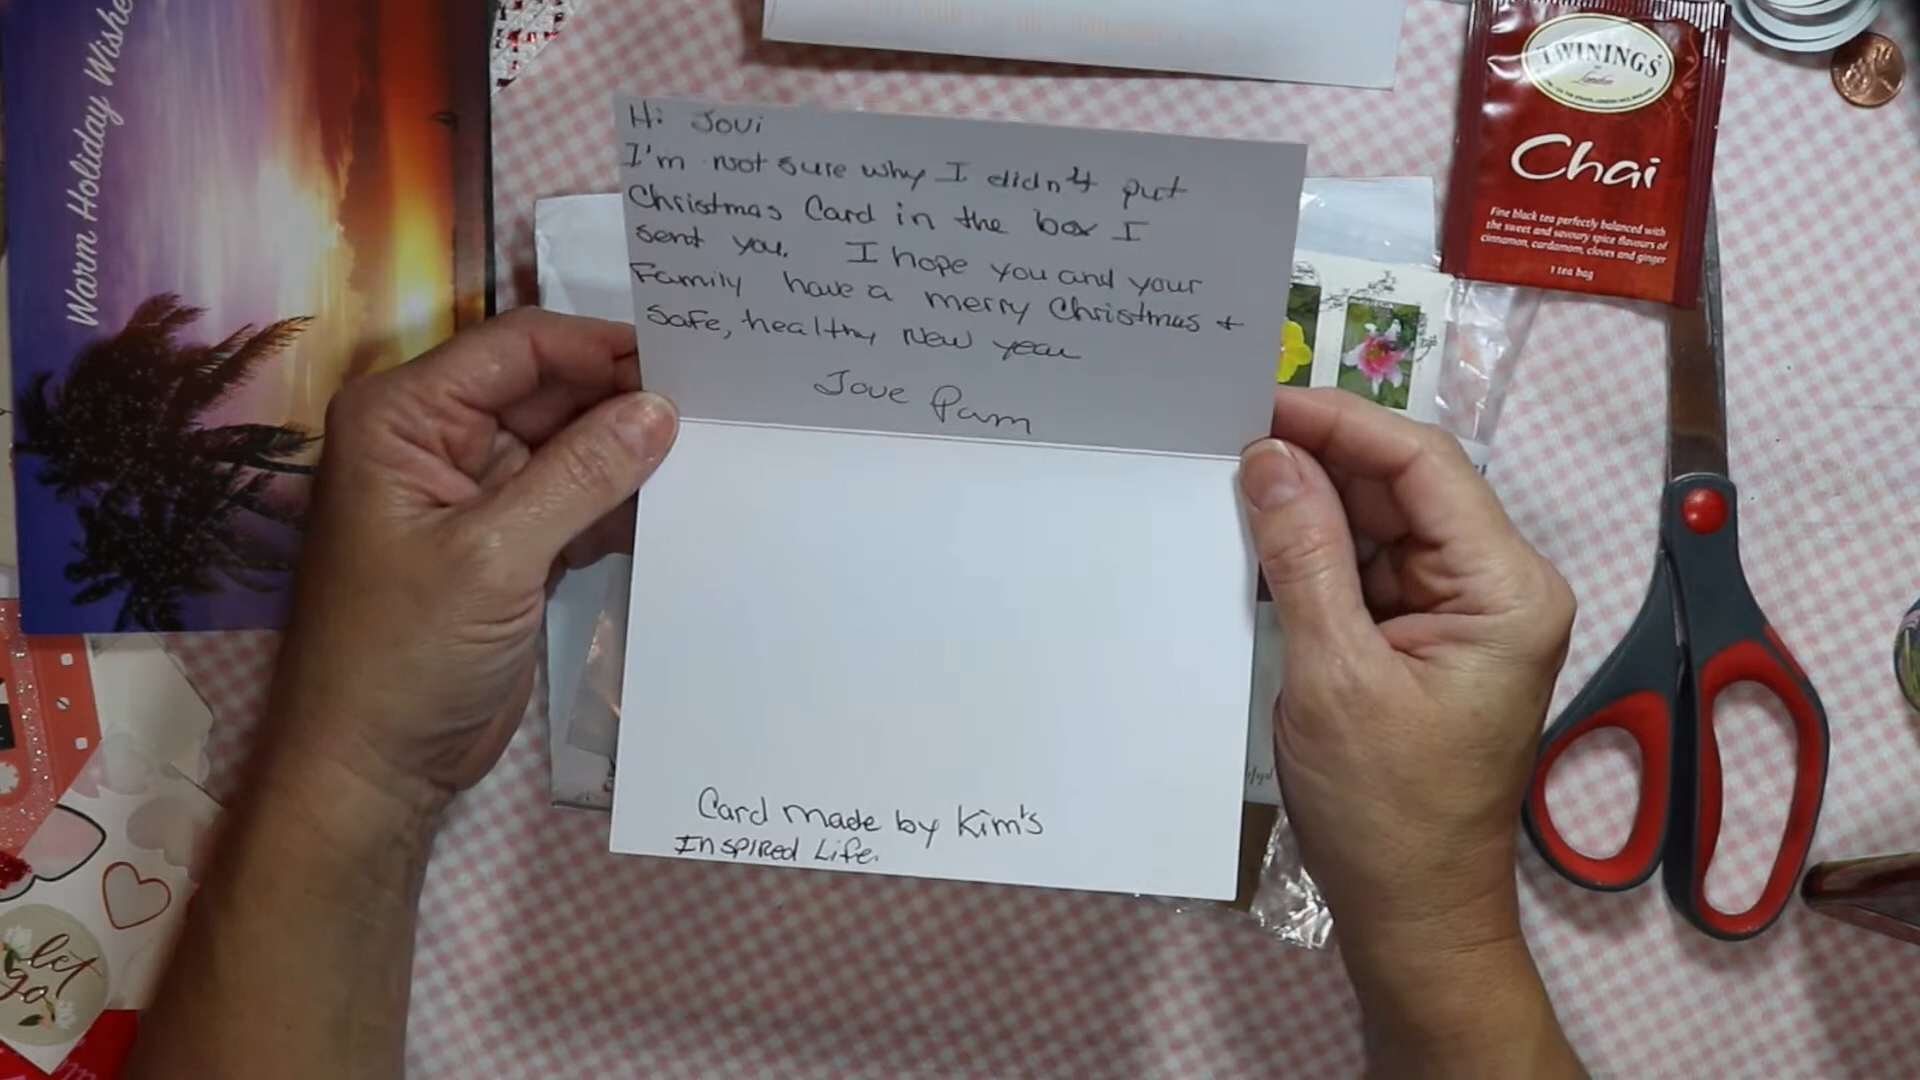 Warm Holiday Wishe
Hi Jovi
I'm not sure why I didn't put
Christmas Card in the box I
sent you. I hope you and your
Family have a merry Christmas +
Safe, healthy New year
Love Pam
Card made by Kim's
Inspired Life.
TWININGS
of
London
Chai
Fine black tea perfectly balanced with
the sweet and savoury spice flavours of
cinnamon, cardamom, cloves and ginger
1 tea bag
let
go